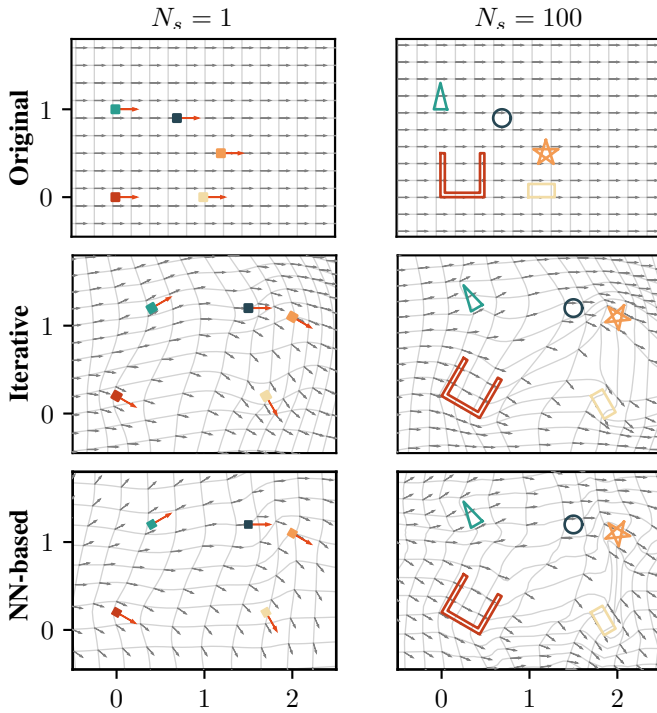 N_s = 1
N_s = 100
Original
1
0
Iterative
1
0
NN-based
1
0
0 1 2
0 1 2